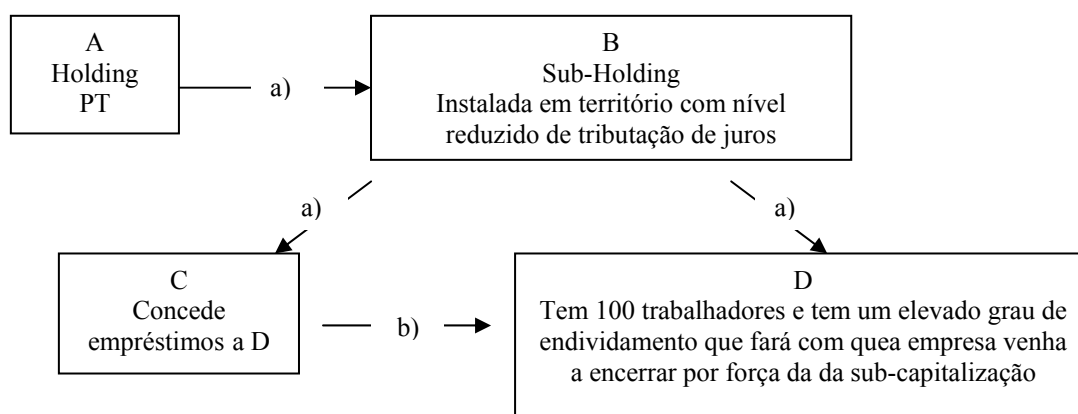 A
Holding
PT
a)
B
Sub-Holding
Instalada em território com nível
reduzido de tributação de juros
a)
a)
C
Concede
empréstimos a D
b)
D
Tem 100 trabalhadores e tem um elevado grau de
endividamento que fará com quea empresa venha
a encerrar por força da da sub-capitalização